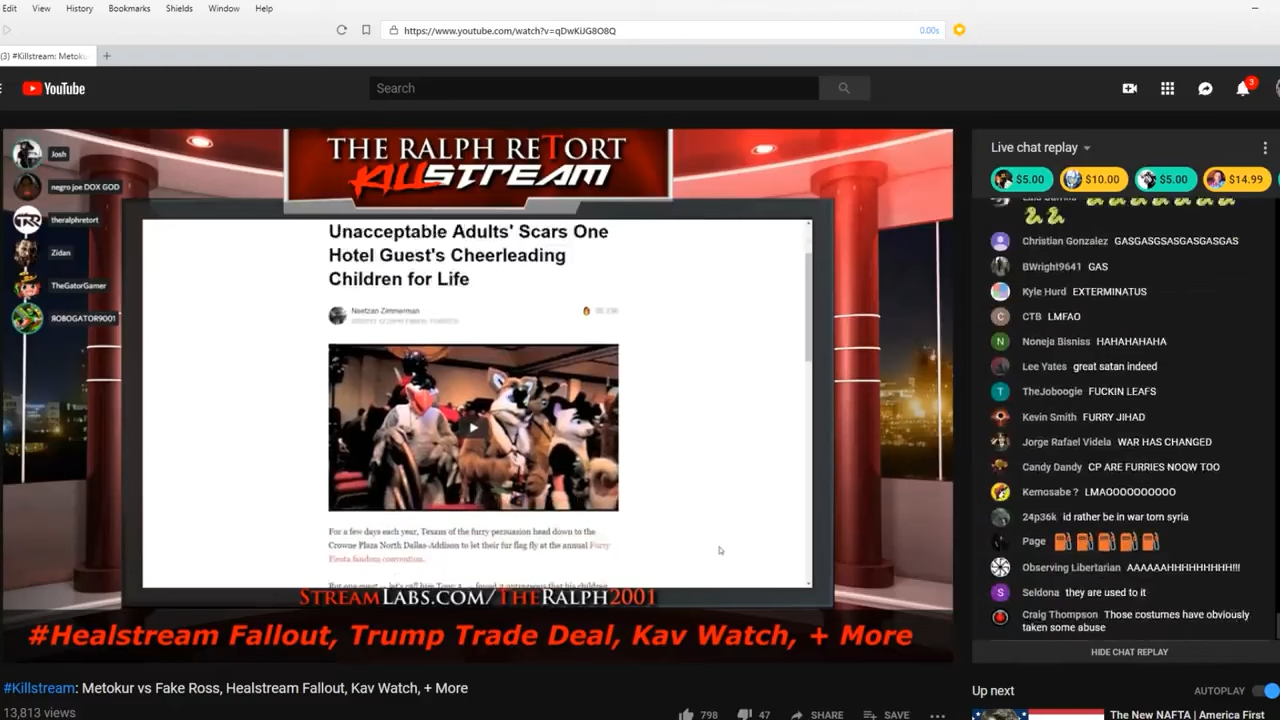 Edit View History Bookmarks Shields Window Help
https://www.youtube.com/watch?v=qDwKiJG8O8Q 0.00s
(3) #Killstream: Metoku
YouTube
Search
3
THE RALPH RETORT
KILLSTREAM
Josh
negro joe DOX GOD
TRR theralphretort
Zidan
TheGatorGamer
ROBOGATOR9001
Unacceptable Adults' Scars One
Hotel Guest's Cheerleading
Children for Life
Neetzan Zimmerman
For a few days each year, Texans of the furry persuasion head down to the
Crowne Plaza North Dallas-Addison to let their fur flag fly at the annual Furry
Fiesta fandom convention.
STREAMLABS.COM/THERALPH2001
#Healstream Fallout, Trump Trade Deal, Kav Watch, + More
#Killstream: Metokur vs Fake Ross, Healstream Fallout, Kav Watch, + More
13,813 views
798 47 SHARE SAVE
Live chat replay
$5.00 $10.00 $5.00 $14.99
Christian Gonzalez GASGASGSASGASGASGAS
BWright9641 GAS
Kyle Hurd EXTERMINATUS
CTB LMFAO
Noneja Bisniss HAHAHAHAHA
Lee Yates great satan indeed
TheJoboogie FUCKIN LEAFS
Kevin Smith FURRY JIHAD
Jorge Rafael Videla WAR HAS CHANGED
Candy Dandy CP ARE FURRIES NOQW TOO
Kemosabe ? LMAOOOOOOOOO
24p36k id rather be in war torn syria
Page
Observing Libertarian AAAAAAHHHHHHHHH!!!
Seldona they are used to it
Craig Thompson Those costumes have obviously
taken some abuse
HIDE CHAT REPLAY
Up next AUTOPLAY
The New NAFTA | America First